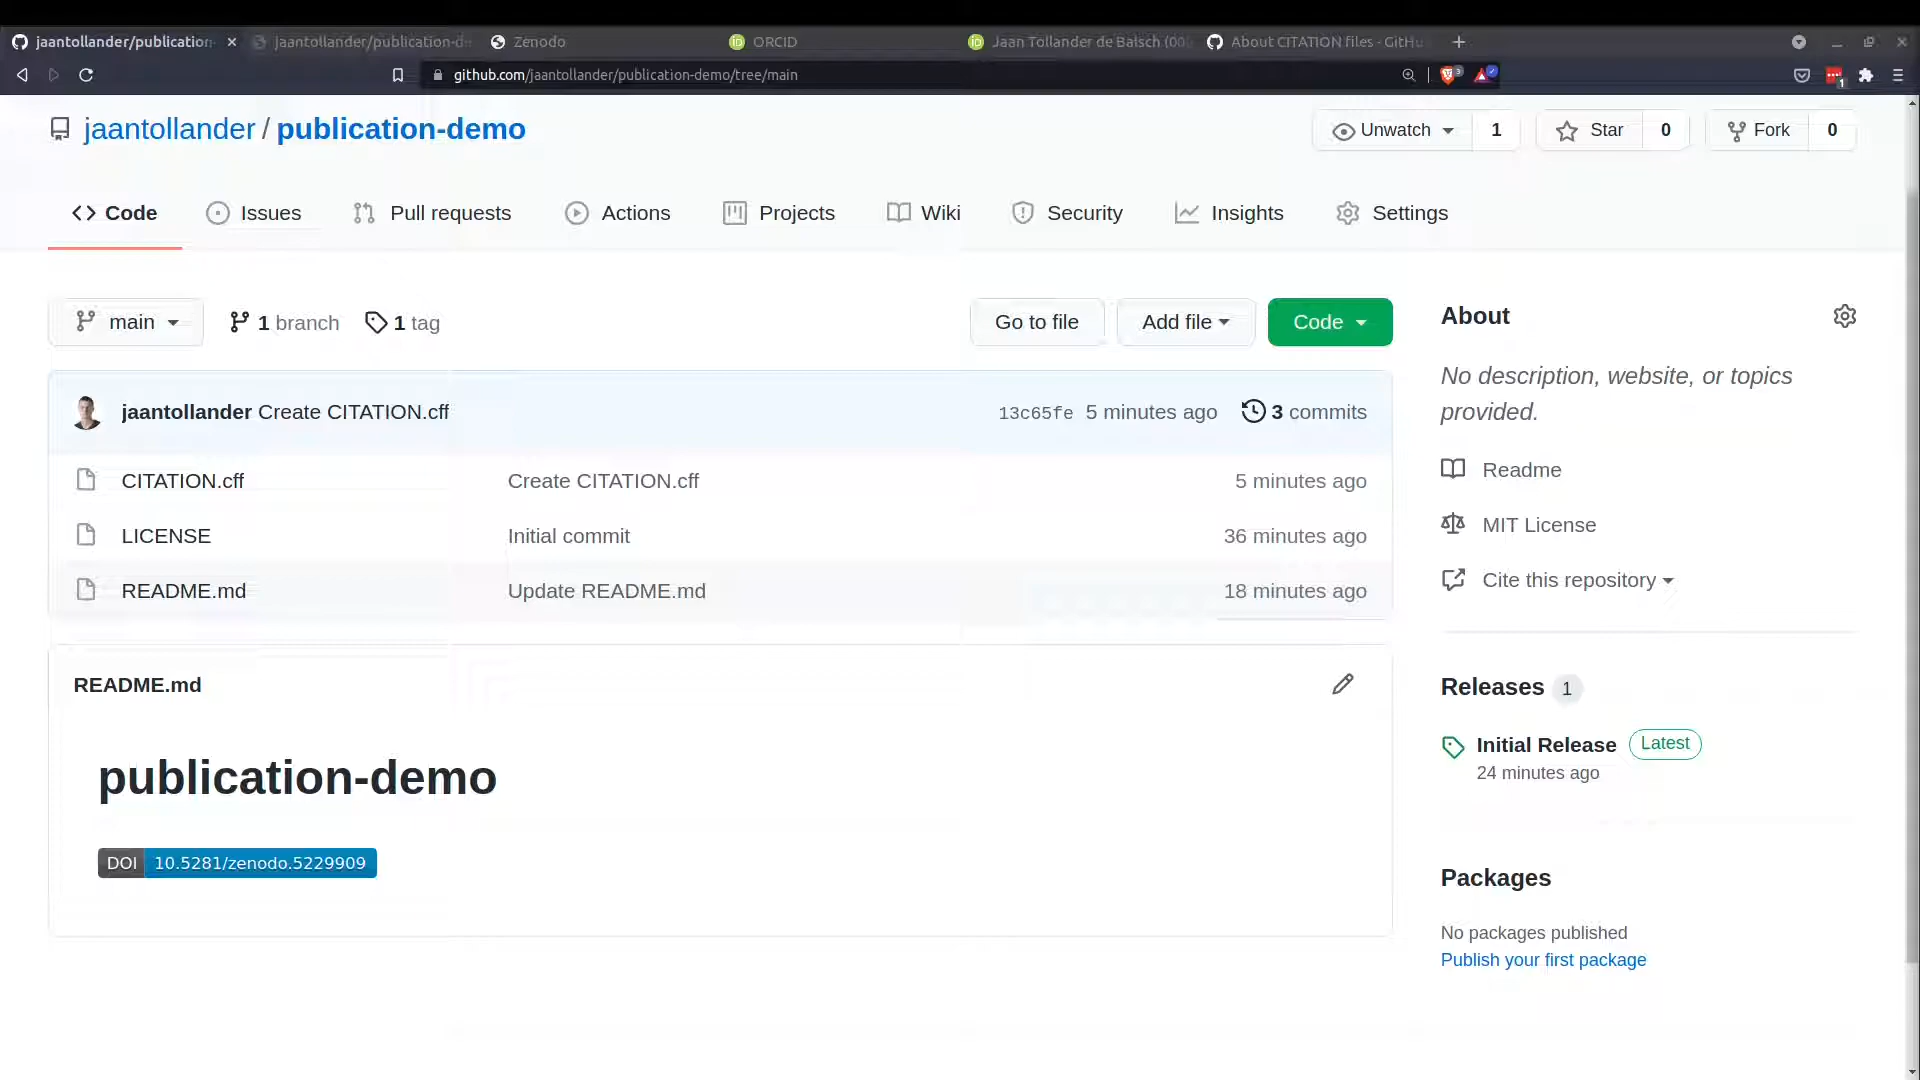 jaantollander/publication-
jaantollander/publication-d
Zenodo
ORCID
Jaan Tollander de Balsch (00
About CITATION files - GitHu
github.com/jaantollander/publication-demo/tree/main
3
1
jaantollander / publication-demo
Unwatch 1
Star 0
Fork 0
Code
Issues
Pull requests
Actions
Projects
Wiki
Security
Insights
Settings
main
1 branch
1 tag
Go to file
Add file
Code
jaantollander Create CITATION.cff 13c65fe 5 minutes ago 3 commits
CITATION.cff Create CITATION.cff 5 minutes ago
LICENSE Initial commit 36 minutes ago
README.md Update README.md 18 minutes ago
README.md
publication-demo
DOI 10.5281/zenodo.5229909
About
No description, website, or topics
provided.
Readme
MIT License
Cite this repository
Releases 1
Initial Release Latest
24 minutes ago
Packages
No packages published
Publish your first package